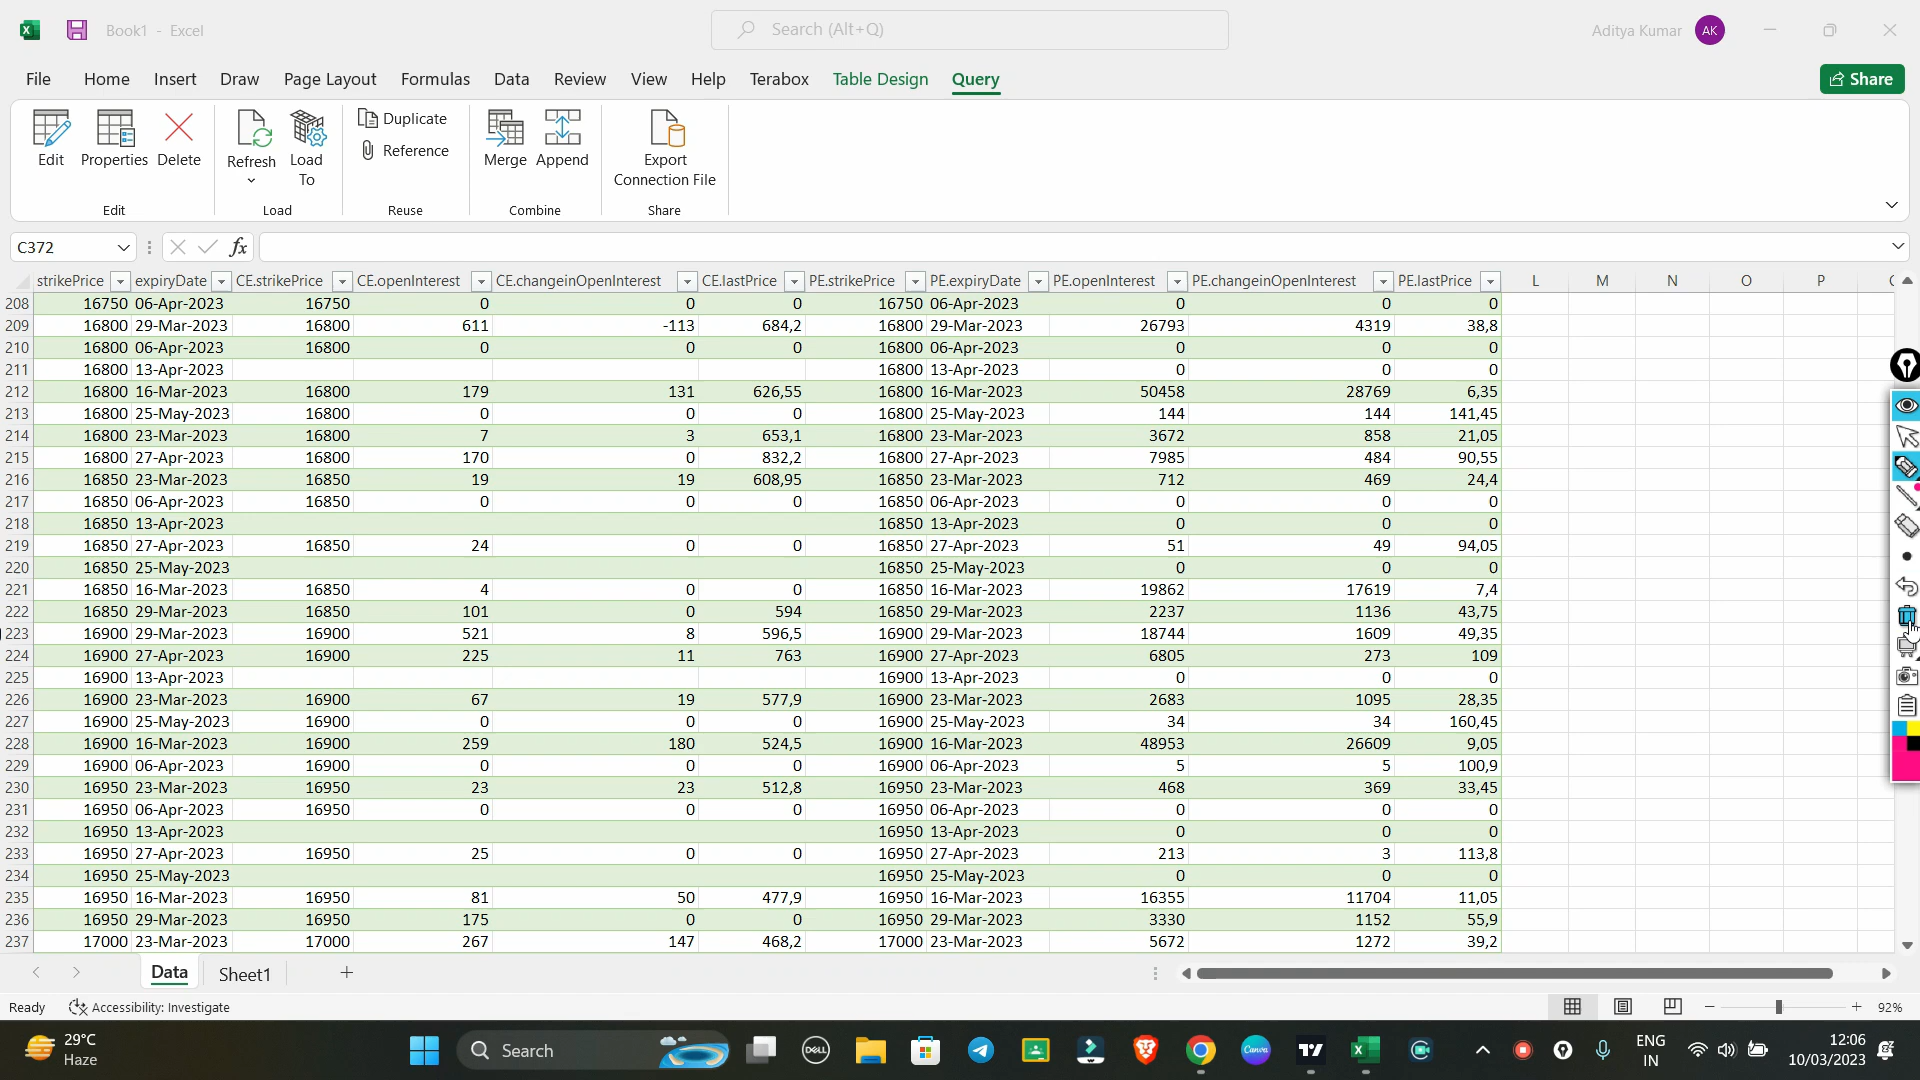 Book1 - Excel
Search (Alt+Q)
Aditya Kumar AK
File Home Insert Draw Page Layout Formulas Data Review View Help Terabox Table Design Query
Share
Edit Properties Delete Refresh Load To Duplicate Reference Merge Append Export Connection File
Edit Load Reuse Combine Share
C372 fx
strikePrice expiryDate CE.strikePrice CE.openInterest CE.changeinOpenInterest CE.lastPrice PE.strikePrice PE.expiryDate PE.openInterest PE.changeinOpenInterest PE.lastPrice L M N O P
208 16750 06-Apr-2023 16750 0 0 0 16750 06-Apr-2023 0 0 0
209 16800 29-Mar-2023 16800 611 -113 684,2 16800 29-Mar-2023 26793 4319 38,8
210 16800 06-Apr-2023 16800 0 0 0 16800 06-Apr-2023 0 0 0
211 16800 13-Apr-2023 16800 13-Apr-2023 0 0 0
212 16800 16-Mar-2023 16800 179 131 626,55 16800 16-Mar-2023 50458 28769 6,35
213 16800 25-May-2023 16800 0 0 0 16800 25-May-2023 144 144 141,45
214 16800 23-Mar-2023 16800 7 3 653,1 16800 23-Mar-2023 3672 858 21,05
215 16800 27-Apr-2023 16800 170 0 832,2 16800 27-Apr-2023 7985 484 90,55
216 16850 23-Mar-2023 16850 19 19 608,95 16850 23-Mar-2023 712 469 24,4
217 16850 06-Apr-2023 16850 0 0 0 16850 06-Apr-2023 0 0 0
218 16850 13-Apr-2023 16850 13-Apr-2023 0 0 0
219 16850 27-Apr-2023 16850 24 0 0 16850 27-Apr-2023 51 49 94,05
220 16850 25-May-2023 16850 25-May-2023 0 0 0
221 16850 16-Mar-2023 16850 4 0 0 16850 16-Mar-2023 19862 17619 7,4
222 16850 29-Mar-2023 16850 101 0 594 16850 29-Mar-2023 2237 1136 43,75
223 16900 29-Mar-2023 16900 521 8 596,5 16900 29-Mar-2023 18744 1609 49,35
224 16900 27-Apr-2023 16900 225 11 763 16900 27-Apr-2023 6805 273 109
225 16900 13-Apr-2023 16900 13-Apr-2023 0 0 0
226 16900 23-Mar-2023 16900 67 19 577,9 16900 23-Mar-2023 2683 1095 28,35
227 16900 25-May-2023 16900 0 0 0 16900 25-May-2023 34 34 160,45
228 16900 16-Mar-2023 16900 259 180 524,5 16900 16-Mar-2023 48953 26609 9,05
229 16900 06-Apr-2023 16900 0 0 0 16900 06-Apr-2023 5 5 100,9
230 16950 23-Mar-2023 16950 23 23 512,8 16950 23-Mar-2023 468 369 33,45
231 16950 06-Apr-2023 16950 0 0 0 16950 06-Apr-2023 0 0 0
232 16950 13-Apr-2023 16950 13-Apr-2023 0 0 0
233 16950 27-Apr-2023 16950 25 0 0 16950 27-Apr-2023 213 3 113,8
234 16950 25-May-2023 16950 25-May-2023 0 0 0
235 16950 16-Mar-2023 16950 81 50 477,9 16950 16-Mar-2023 16355 11704 11,05
236 16950 29-Mar-2023 16950 175 0 0 16950 29-Mar-2023 3330 1152 55,9
237 17000 23-Mar-2023 17000 267 147 468,2 17000 23-Mar-2023 5672 1272 39,2
Data Sheet1
Ready Accessibility: Investigate 92%
29°C Haze
Search
DELL
Canva
ENG IN
12:06
10/03/2023